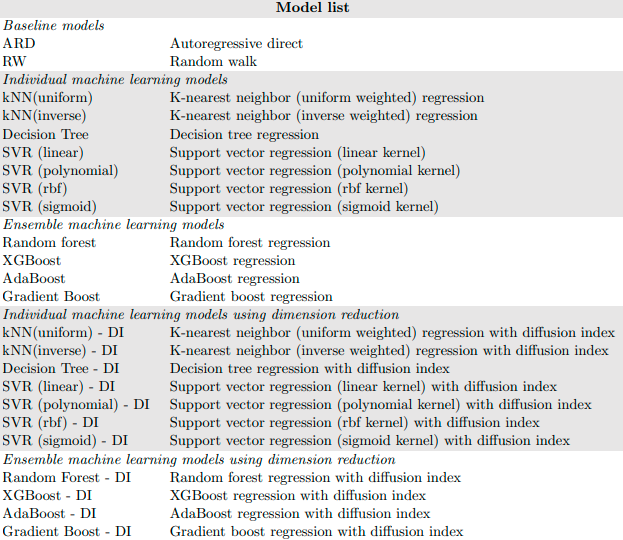 Model list
Baseline models
ARD Autoregressive direct
RW Random walk
Individual machine learning models
kNN(uniform) K-nearest neighbor (uniform weighted) regression
kNN(inverse) K-nearest neighbor (inverse weighted) regression
Decision Tree Decision tree regression
SVR (linear) Support vector regression (linear kernel)
SVR (polynomial) Support vector regression (polynomial kernel)
SVR (rbf) Support vector regression (rbf kernel)
SVR (sigmoid) Support vector regression (sigmoid kernel)
Ensemble machine learning models
Random forest Random forest regression
XGBoost XGBoost regression
AdaBoost AdaBoost regression
Gradient Boost Gradient boost regression
Individual machine learning models using dimension reduction
kNN(uniform) - DI K-nearest neighbor (uniform weighted) regression with diffusion index
kNN(inverse) - DI K-nearest neighbor (inverse weighted) regression with diffusion index
Decision Tree - DI Decision tree regression with diffusion index
SVR (linear) - DI Support vector regression (linear kernel) with diffusion index
SVR (polynomial) - DI Support vector regression (polynomial kernel) with diffusion index
SVR (rbf) - DI Support vector regression (rbf kernel) with diffusion index
SVR (sigmoid) - DI Support vector regression (sigmoid kernel) with diffusion index
Ensemble machine learning models using dimension reduction
Random Forest - DI Random forest regression with diffusion index
XGBoost - DI XGBoost regression with diffusion index
AdaBoost - DI AdaBoost regression with diffusion index
Gradient Boost - DI Gradient boost regression with diffusion index